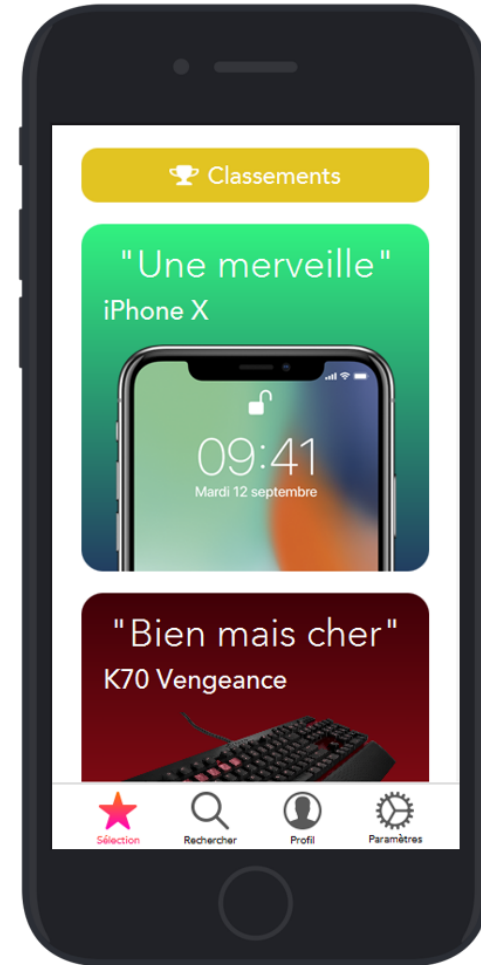 Classements
"Une merveille"
iPhone X
09:41
Mardi 12 septembre
"Bien mais cher"
K70 Vengeance
Sélection Rechercher Profil Paramètres